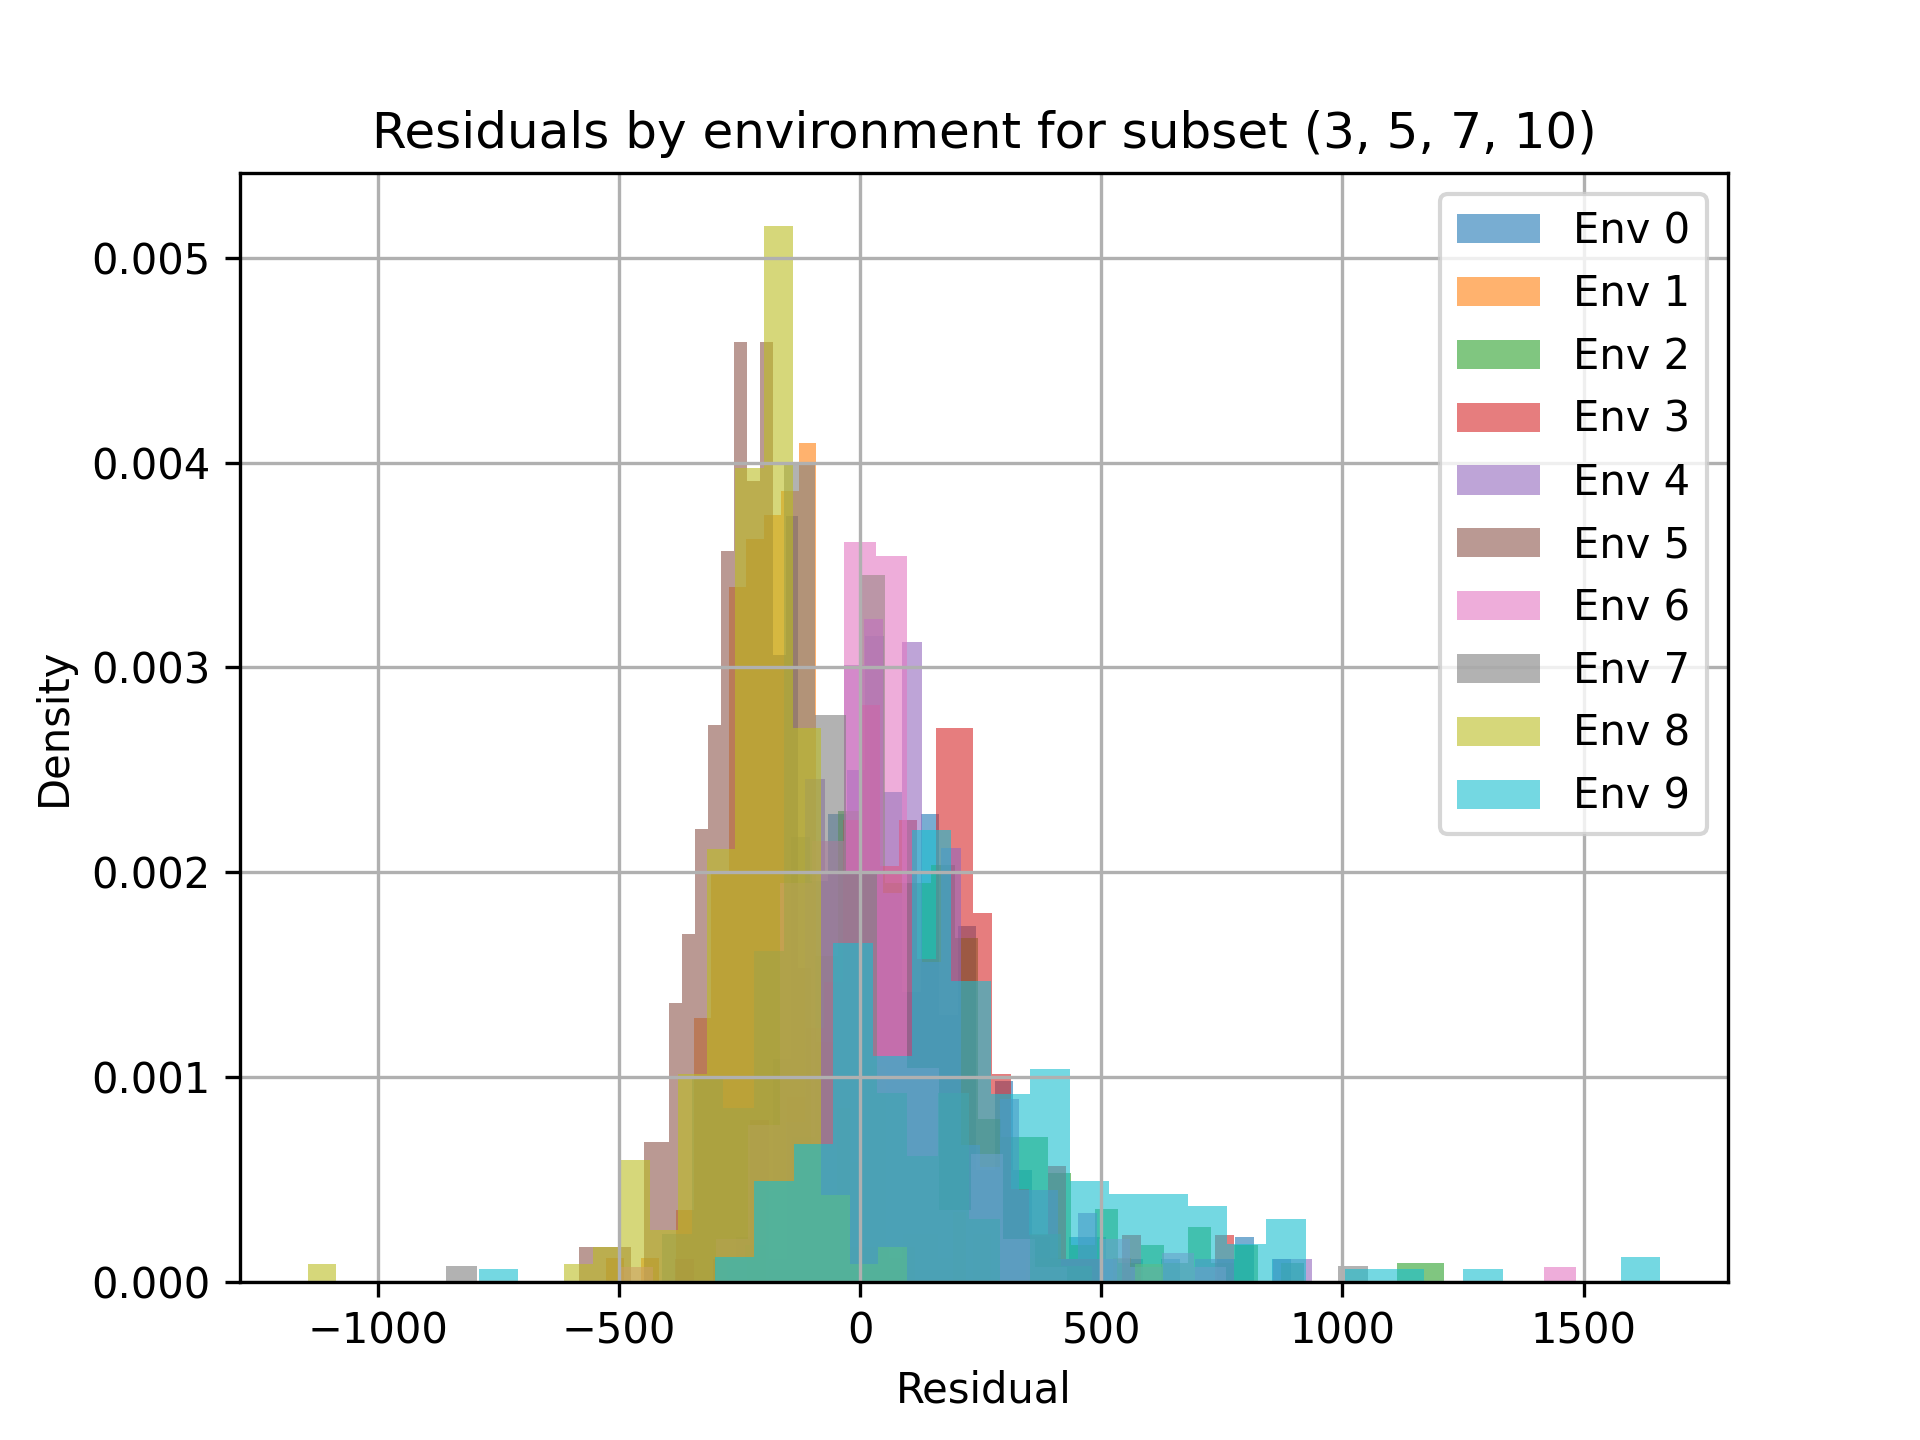 Residuals by environment for subset (3, 5, 7, 10)
Env 0
Env 1
Env 2
Env 3
Env 4
Env 5
Env 6
Env 7
Env 8
Env 9
Density
0.005
0.004
0.003
0.002
0.001
0.000
−1000 −500 0 500 1000 1500
Residual